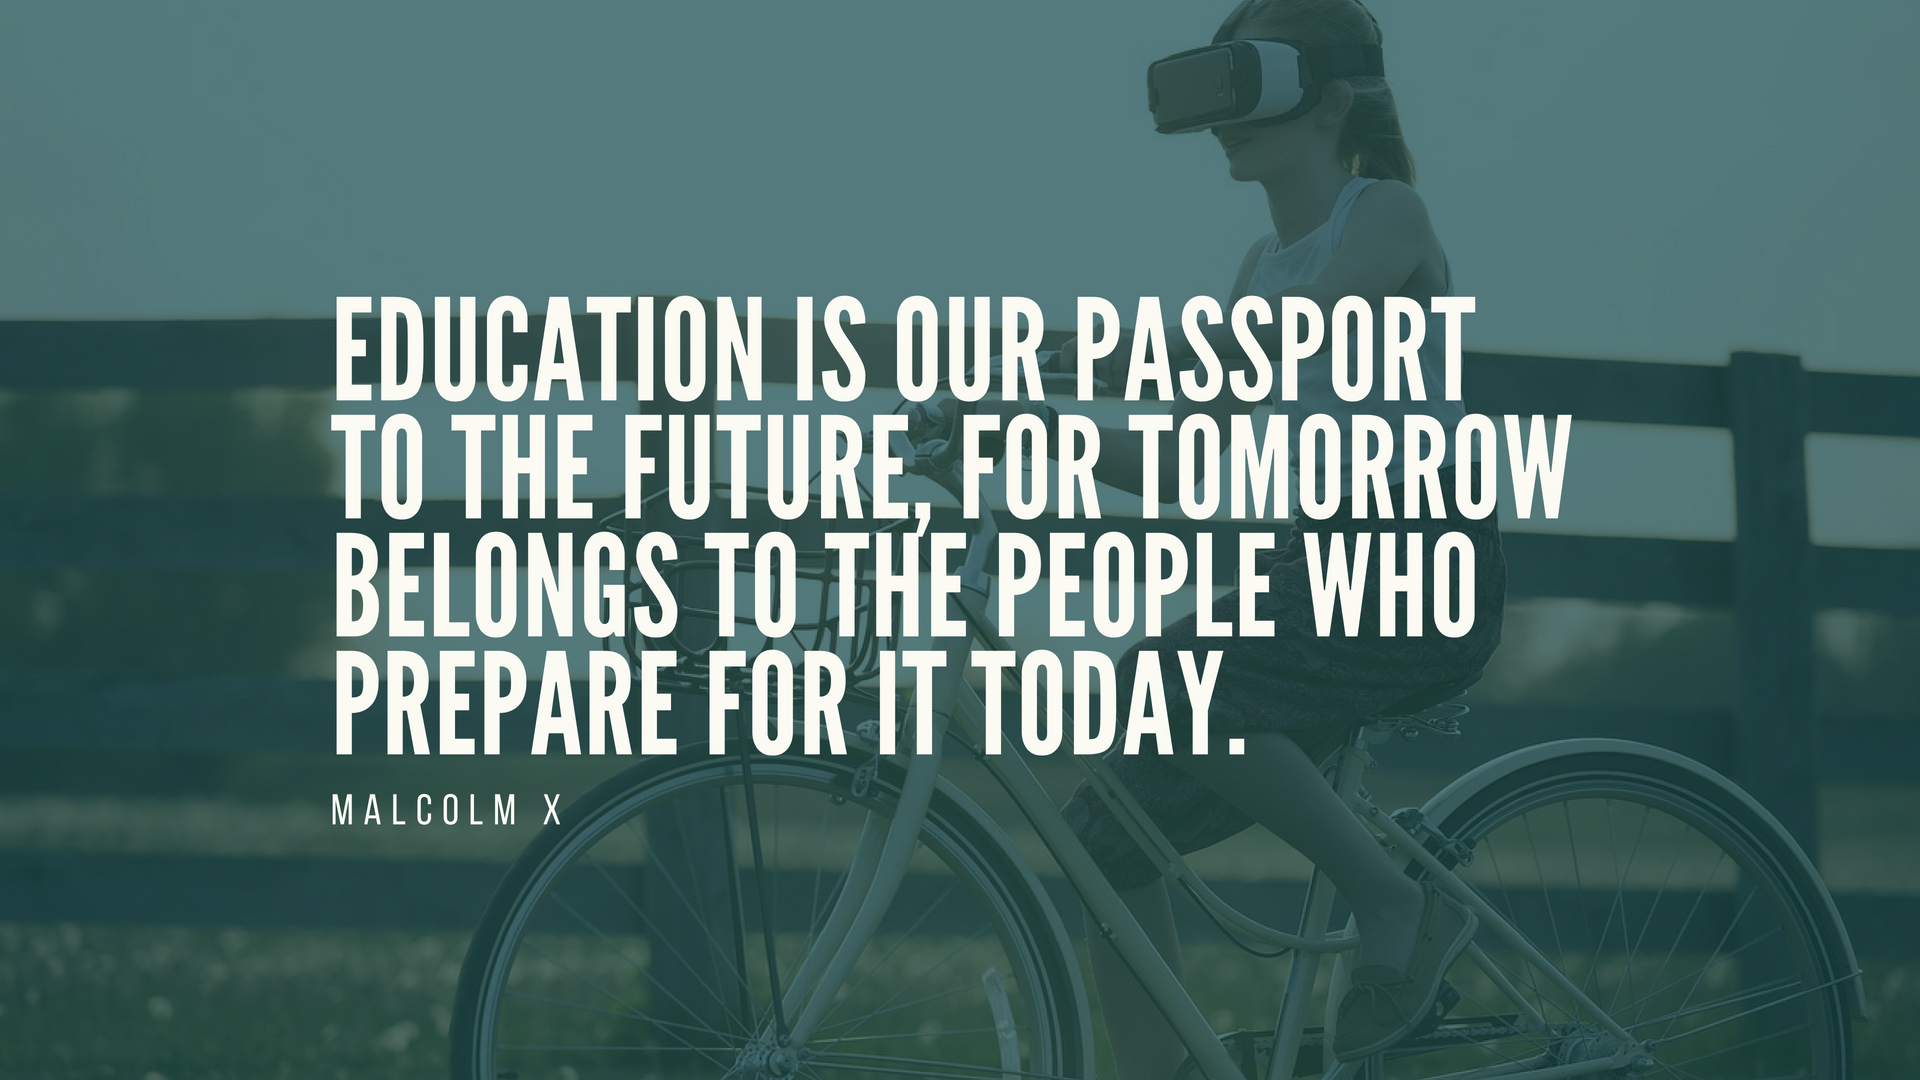 EDUCATION IS OUR PASSPORT
TO THE FUTURE, FOR TOMORROW
BELONGS TO THE PEOPLE WHO
PREPARE FOR IT TODAY.
MALCOLM X